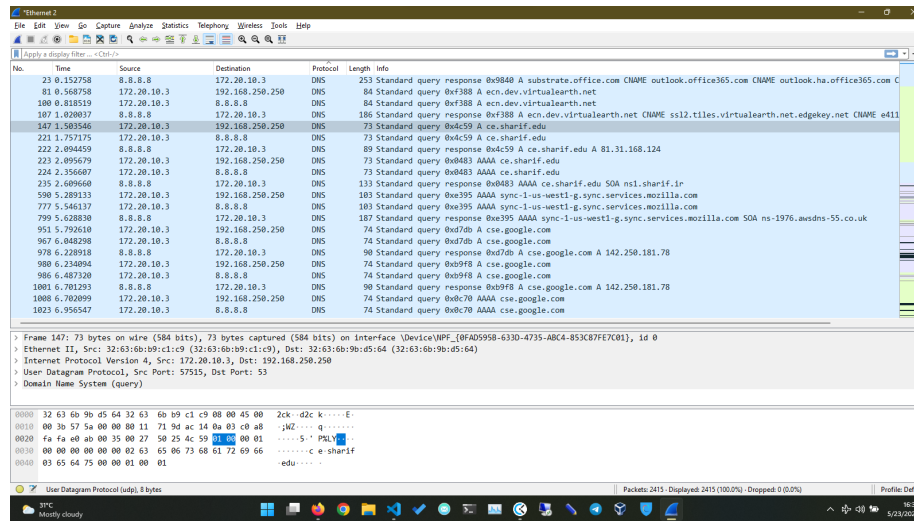 *Ethernet 2
File Edit View Go Capture Analyze Statistics Telephony Wireless Tools Help
Apply a display filter ... <Ctrl-/>
No. Time Source Destination Protocol Length Info
23 0.152758 8.8.8.8 172.20.10.3 DNS 253 Standard query response 0x9840 A substrate.office.com CNAME outlook.office365.com CNAME outlook.ha.office365.com C
81 0.568758 172.20.10.3 192.168.250.250 DNS 84 Standard query 0xf388 A ecn.dev.virtualearth.net
100 0.818519 172.20.10.3 8.8.8.8 DNS 84 Standard query 0xf388 A ecn.dev.virtualearth.net
107 1.020037 8.8.8.8 172.20.10.3 DNS 186 Standard query response 0xf388 A ecn.dev.virtualearth.net CNAME ssl2.tiles.virtualearth.net.edgekey.net CNAME e411
147 1.503546 172.20.10.3 192.168.250.250 DNS 73 Standard query 0x4c59 A ce.sharif.edu
221 1.757175 172.20.10.3 8.8.8.8 DNS 73 Standard query 0x4c59 A ce.sharif.edu
222 2.094459 8.8.8.8 172.20.10.3 DNS 89 Standard query response 0x4c59 A ce.sharif.edu A 81.31.168.124
223 2.095679 172.20.10.3 192.168.250.250 DNS 73 Standard query 0x0483 AAAA ce.sharif.edu
224 2.356607 172.20.10.3 8.8.8.8 DNS 73 Standard query 0x0483 AAAA ce.sharif.edu
235 2.609660 8.8.8.8 172.20.10.3 DNS 133 Standard query response 0x0483 AAAA ce.sharif.edu SOA ns1.sharif.ir
590 5.289133 172.20.10.3 192.168.250.250 DNS 103 Standard query 0xe395 AAAA sync-1-us-west1-g.sync.services.mozilla.com
777 5.546137 172.20.10.3 8.8.8.8 DNS 103 Standard query 0xe395 AAAA sync-1-us-west1-g.sync.services.mozilla.com
799 5.628830 8.8.8.8 172.20.10.3 DNS 187 Standard query response 0xe395 AAAA sync-1-us-west1-g.sync.services.mozilla.com SOA ns-1976.awsdns-55.co.uk
951 5.792610 172.20.10.3 192.168.250.250 DNS 74 Standard query 0xd7db A cse.google.com
967 6.048298 172.20.10.3 8.8.8.8 DNS 74 Standard query 0xd7db A cse.google.com
978 6.228918 8.8.8.8 172.20.10.3 DNS 90 Standard query response 0xd7db A cse.google.com A 142.250.181.78
980 6.234094 172.20.10.3 192.168.250.250 DNS 74 Standard query 0xb9f8 A cse.google.com
986 6.487320 172.20.10.3 8.8.8.8 DNS 74 Standard query 0xb9f8 A cse.google.com
1001 6.701293 8.8.8.8 172.20.10.3 DNS 90 Standard query response 0xb9f8 A cse.google.com A 142.250.181.78
1008 6.702099 172.20.10.3 192.168.250.250 DNS 74 Standard query 0x0c70 AAAA cse.google.com
1023 6.956547 172.20.10.3 8.8.8.8 DNS 74 Standard query 0x0c70 AAAA cse.google.com
> Frame 147: 73 bytes on wire (584 bits), 73 bytes captured (584 bits) on interface \Device\NPF_{0FAD595B-633D-4735-ABC4-853C87FE7C01}, id 0
> Ethernet II, Src: 32:63:6b:b9:c1:c9 (32:63:6b:b9:c1:c9), Dst: 32:63:6b:9b:d5:64 (32:63:6b:9b:d5:64)
> Internet Protocol Version 4, Src: 172.20.10.3, Dst: 192.168.250.250
> User Datagram Protocol, Src Port: 57515, Dst Port: 53
> Domain Name System (query)
0000 32 63 6b 9b d5 64 32 63 6b b9 c1 c9 08 00 45 00 2ck··d2c k·····E·
0010 00 3b 57 5a 00 00 80 11 71 9d ac 14 0a 03 c0 a8 ·;WZ···· q·······
0020 fa fa e0 ab 00 35 00 27 50 25 4c 59 01 00 00 01 ·····5·' P%LY····
0030 00 00 00 00 00 00 02 63 65 06 73 68 61 72 69 66 ·······c e·sharif
0040 03 65 64 75 00 00 01 00 01 ·edu···· ·
User Datagram Protocol (udp), 8 bytes Packets: 2415 · Displayed: 2415 (100.0%) · Dropped: 0 (0.0%) Profile: Def
31°C
Mostly cloudy
5/23/202